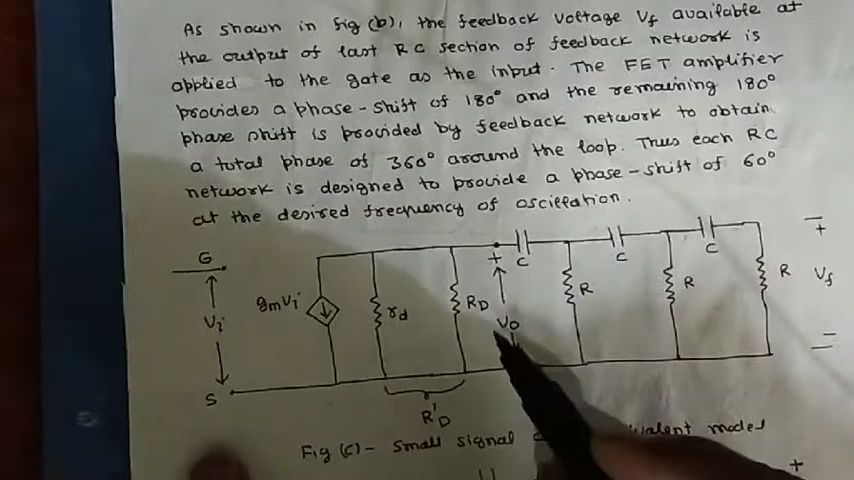 As shown in fig (b), the feedback voltage Vf available at
the output of last RC section of feedback network is
applied to the gate as the input. The FET amplifier
provides a phase-shift of 180° and the remaining 180°
phase shift is provided by feedback network to obtain
a total phase of 360° around the loop. Thus each RC
network is designed to provide a phase-shift of 60°
at the desired frequency of oscillation.
G
Vi
S
gmVi
rd
RD
R'D
+
Vo
C
R
C
R
C
R
+
Vf
−
Fig (c)- Small signal equivalent model
+